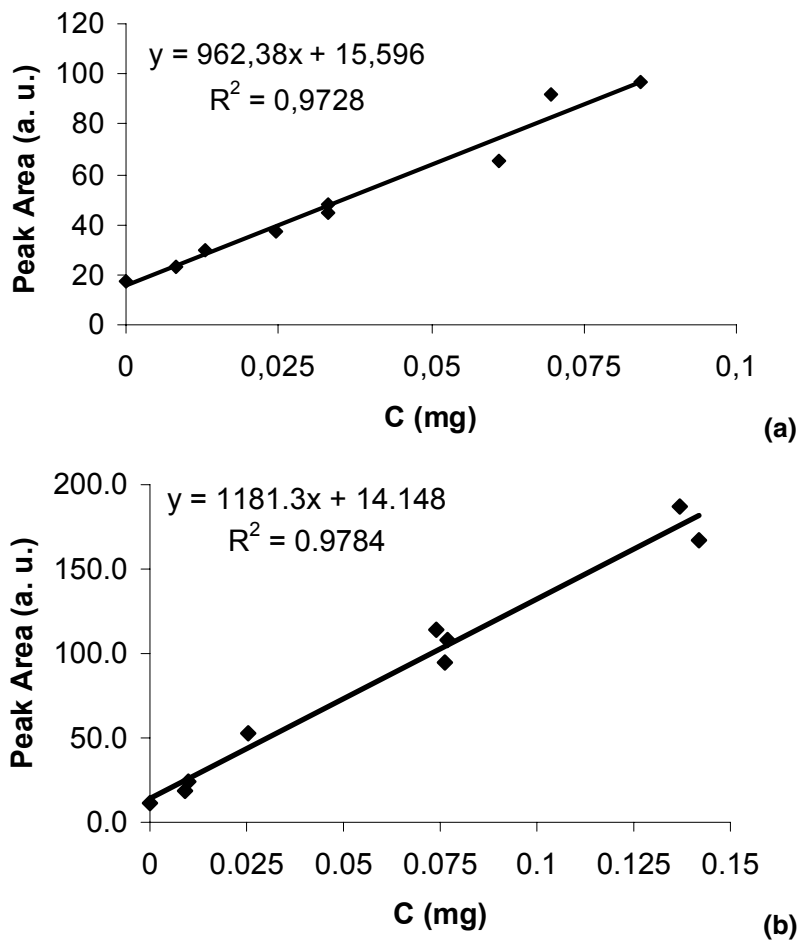 120
y = 962,38x + 15,596
100
R² = 0,9728
80
60
40
20
0
Peak Area (a. u.)
0 0,025 0,05 0,075 0,1
C (mg)
(a)
200.0
y = 1181.3x + 14.148
R² = 0.9784
150.0
100.0
50.0
0.0
Peak Area (a. u.)
0 0.025 0.05 0.075 0.1 0.125 0.15
C (mg)
(b)